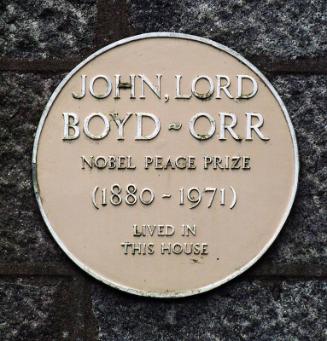 JOHN, LORD
BOYD ~ ORR
NOBEL PEACE PRIZE
(1880 - 1971)
LIVED IN
THIS HOUSE